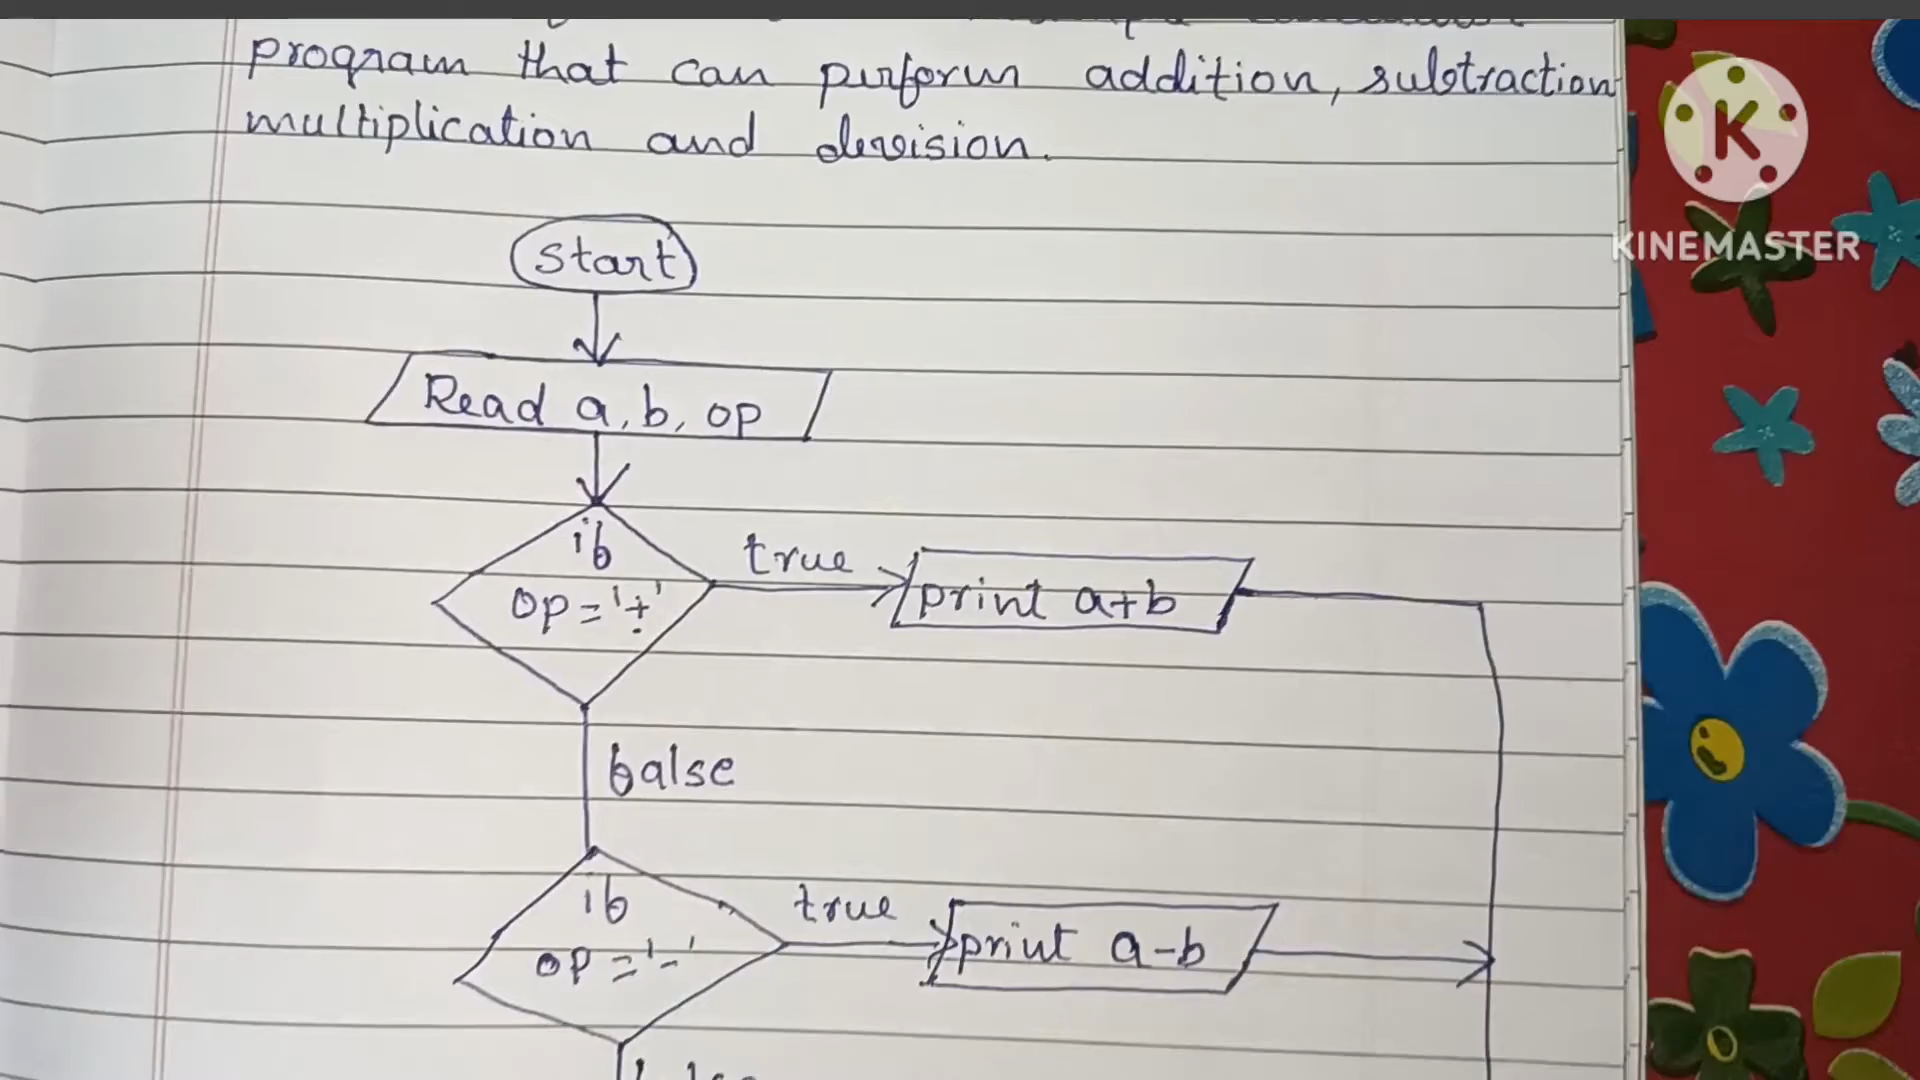 program that can perform addition, subtraction
multiplication and devision.
Start
Read a, b, op
if
op = '+'
true
print a+b
false
if
op = '-'
true
print a-b
K
KINEMASTER